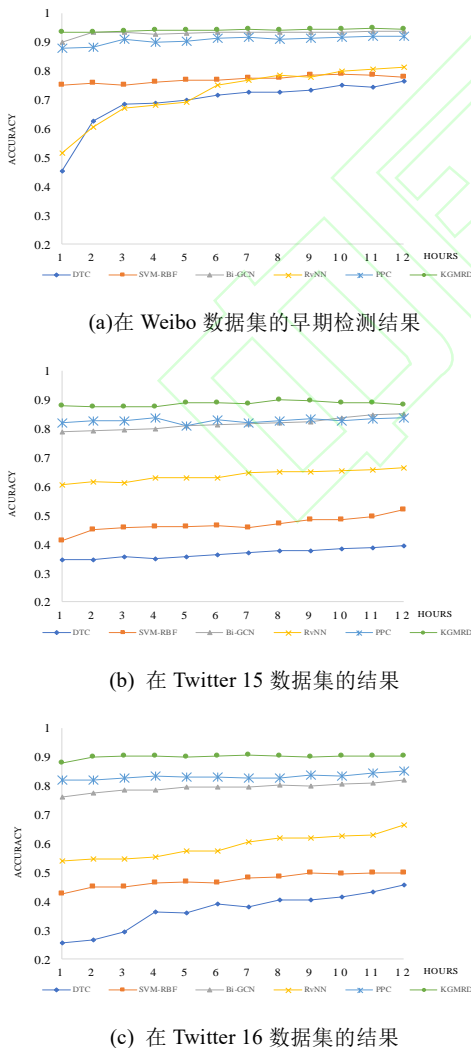 1
0.9
0.8
0.7
0.6
0.5
0.4
0.3
0.2
ACCURACY
1 2 3 4 5 6 7 8 9 10 11 12 HOURS
DTC SVM-RBF Bi-GCN RvNN PPC KGMRD
(a)在 Weibo 数据集的早期检测结果
1
0.9
0.8
0.7
0.6
0.5
0.4
0.3
0.2
ACURACY
1 2 3 4 5 6 7 8 9 10 11 12 HOURS
DTC SVM-RBF Bi-GCN RvNN PPC KGMRD
(b) 在 Twitter 15 数据集的结果
1
0.9
0.8
0.7
0.6
0.5
0.4
0.3
0.2
ACCURACY
1 2 3 4 5 6 7 8 9 10 11 12 HOURS
DTC SVM-RBF Bi-GCN RvNN PPC KGMRD
(c) 在 Twitter 16 数据集的结果